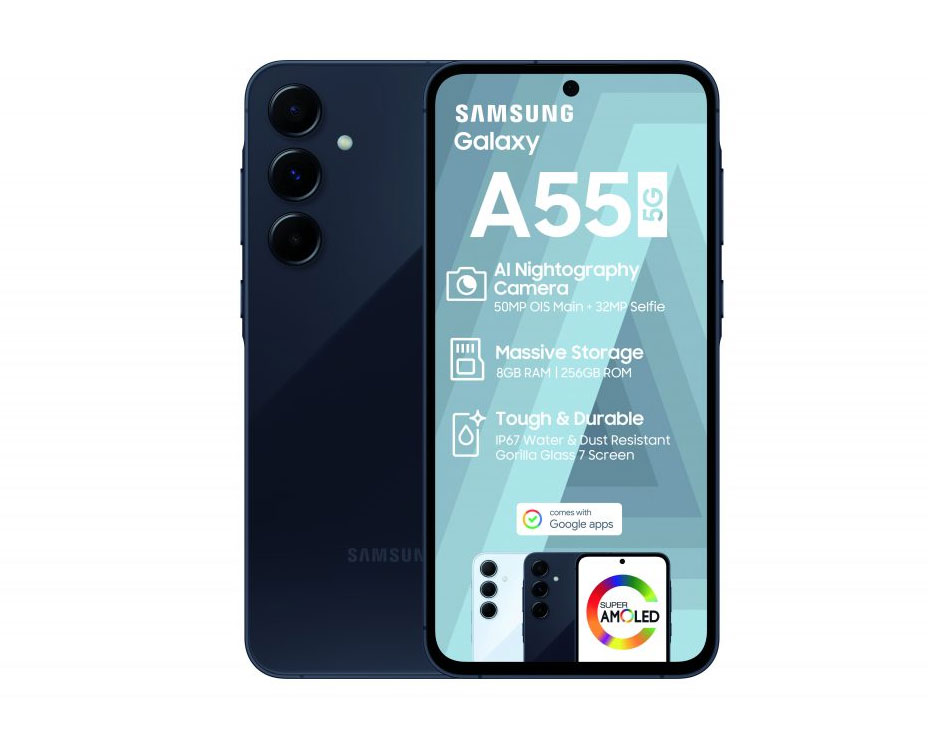 SAMSUNG
Galaxy
A55 5G
AI Nightography
Camera
50MP OIS Main + 32MP Selfie
Massive Storage
8GB RAM | 256GB ROM
Tough & Durable
IP67 Water & Dust Resistant
Gorilla Glass 7 Screen
comes with
Google apps
SAMSUN
SUPER
AMOLED